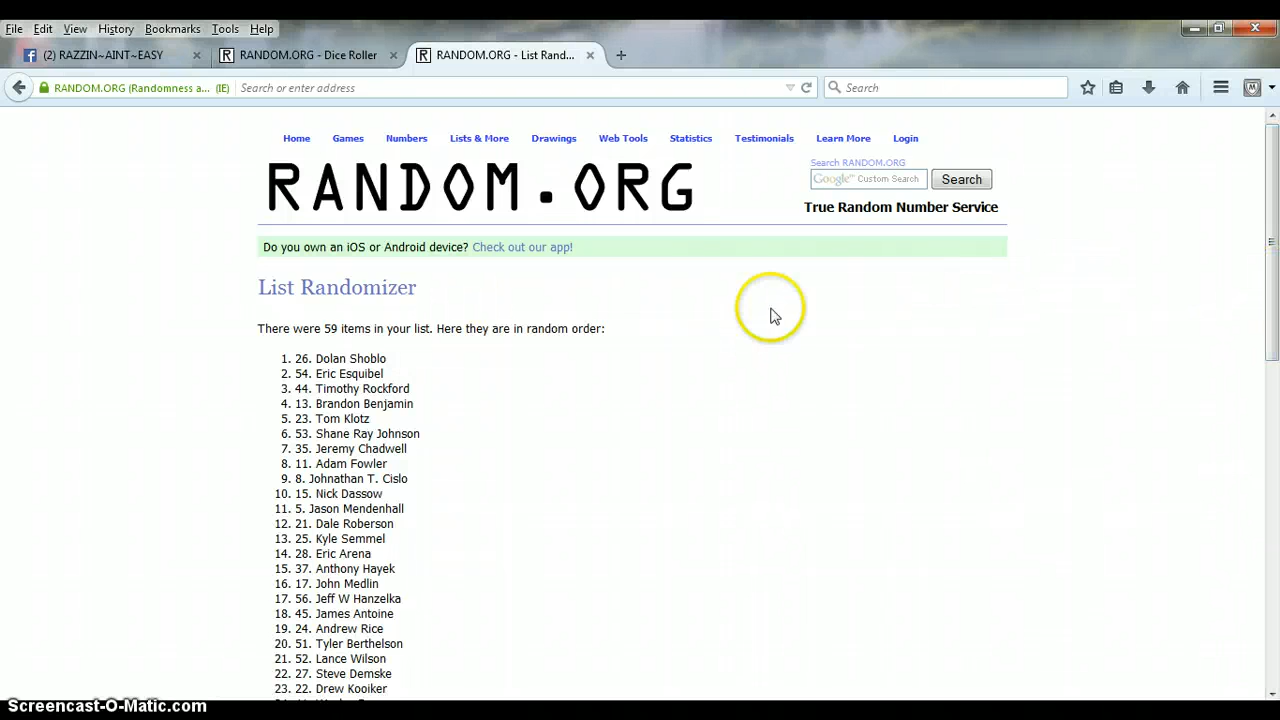 File Edit View History Bookmarks Tools Help
(2) RAZZIN~AINT~EASY RANDOM.ORG - Dice Roller RANDOM.ORG - List Rand...
RANDOM.ORG (Randomness a... (IE) Search or enter address Search
Home Games Numbers Lists & More Drawings Web Tools Statistics Testimonials Learn More Login
RANDOM.ORG
Search RANDOM.ORG
Google™ Custom Search Search
True Random Number Service
Do you own an iOS or Android device? Check out our app!
List Randomizer
There were 59 items in your list. Here they are in random order:
1. 26. Dolan Shoblo
2. 54. Eric Esquibel
3. 44. Timothy Rockford
4. 13. Brandon Benjamin
5. 23. Tom Klotz
6. 53. Shane Ray Johnson
7. 35. Jeremy Chadwell
8. 11. Adam Fowler
9. 8. Johnathan T. Cislo
10. 15. Nick Dassow
11. 5. Jason Mendenhall
12. 21. Dale Roberson
13. 25. Kyle Semmel
14. 28. Eric Arena
15. 37. Anthony Hayek
16. 17. John Medlin
17. 56. Jeff W Hanzelka
18. 45. James Antoine
19. 24. Andrew Rice
20. 51. Tyler Berthelson
21. 52. Lance Wilson
22. 27. Steve Demske
23. 22. Drew Kooiker
Screencast-O-Matic.com